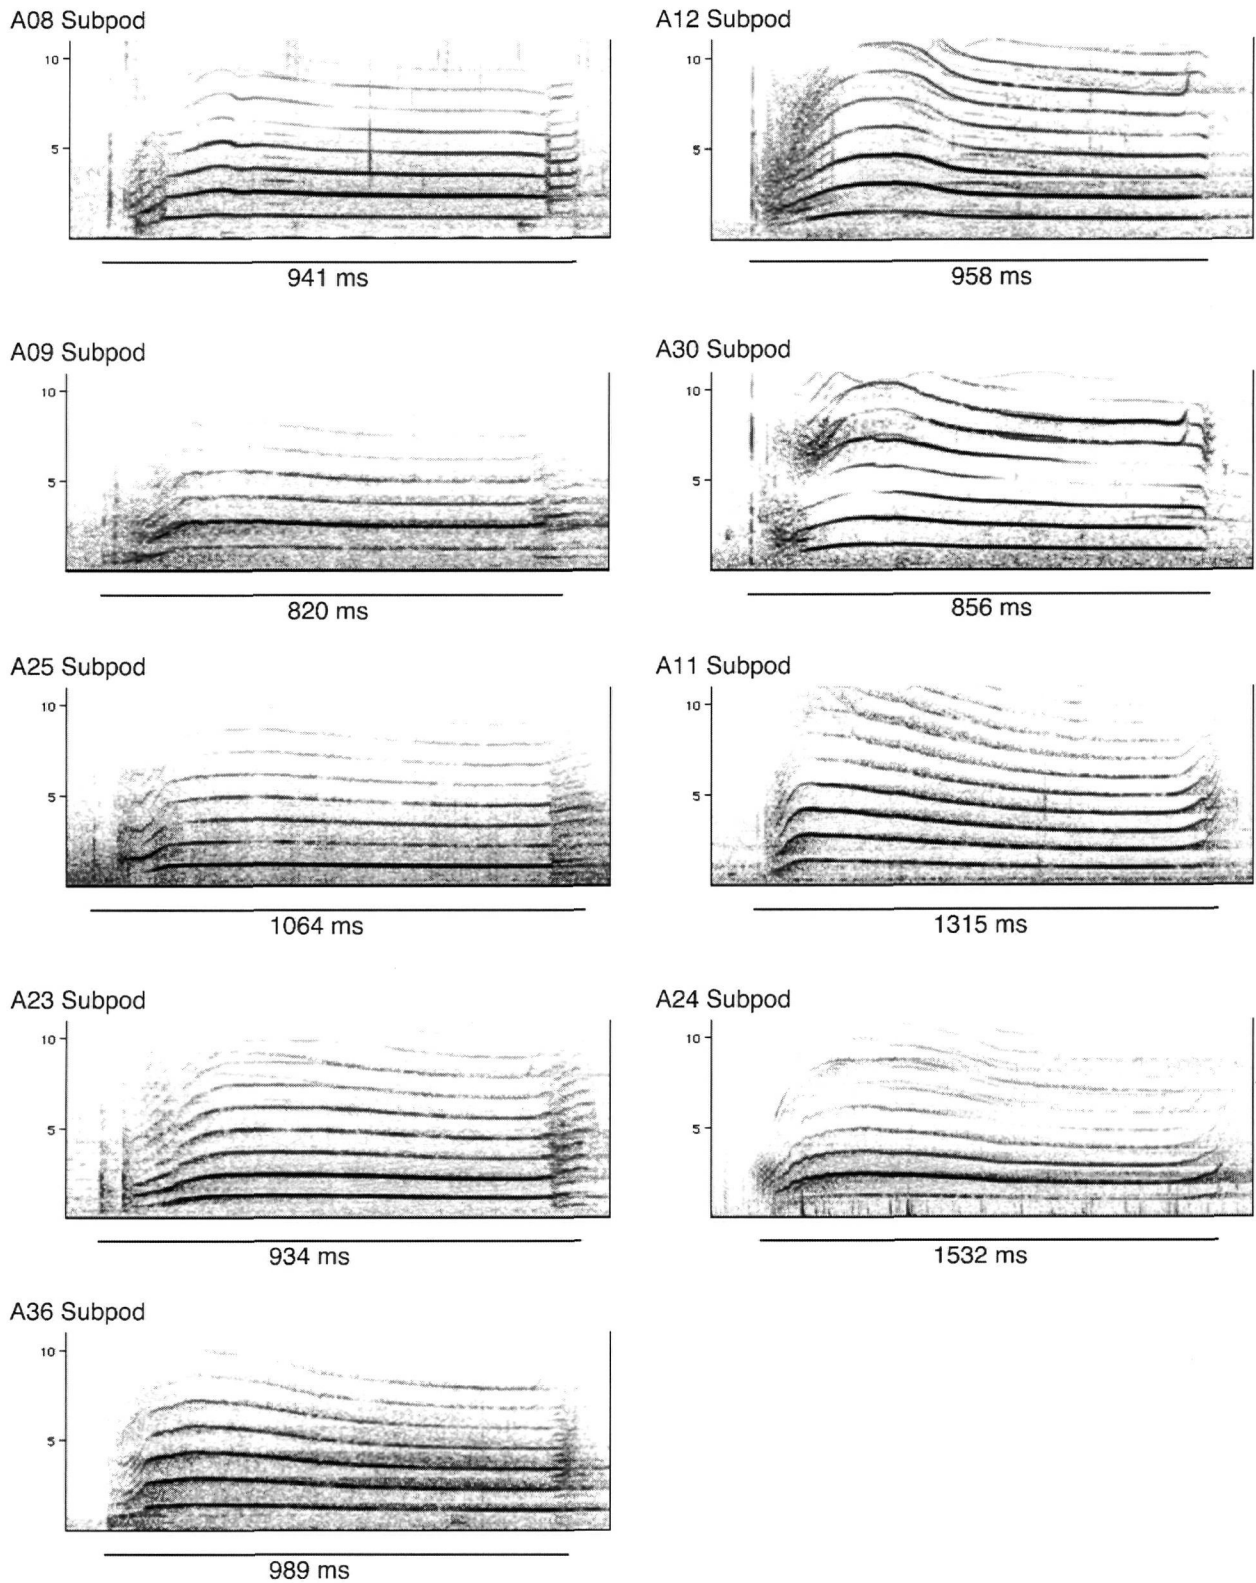 A08 Subpod
10
5
941 ms
A12 Subpod
10
5
958 ms
A09 Subpod
10
5
820 ms
A30 Subpod
10
5
856 ms
A25 Subpod
10
5
1064 ms
A11 Subpod
10
5
1315 ms
A23 Subpod
10
5
934 ms
A24 Subpod
10
5
1532 ms
A36 Subpod
10
5
989 ms